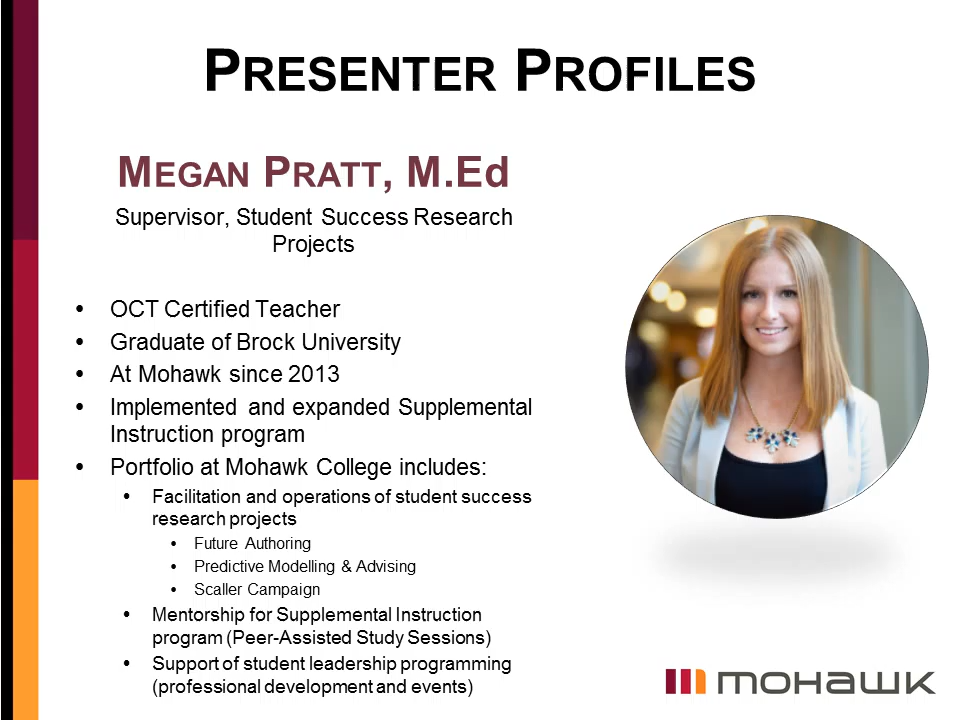 PRESENTER PROFILES
MEGAN PRATT, M.Ed
Supervisor, Student Success Research
Projects
• OCT Certified Teacher
• Graduate of Brock University
• At Mohawk since 2013
• Implemented and expanded Supplemental
Instruction program
• Portfolio at Mohawk College includes:
• Facilitation and operations of student success
research projects
• Future Authoring
• Predictive Modelling & Advising
• Scaller Campaign
• Mentorship for Supplemental Instruction
program (Peer-Assisted Study Sessions)
• Support of student leadership programming
(professional development and events)
mohawk